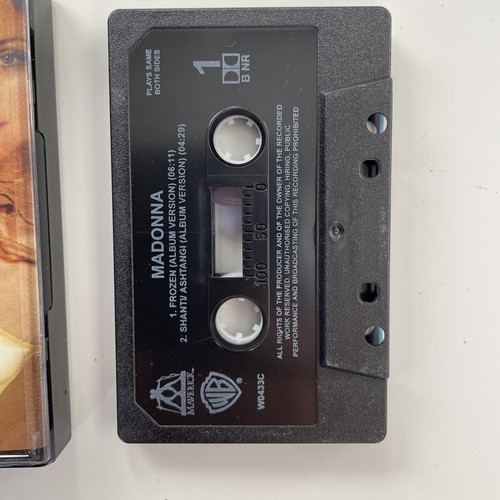 PLAYS SAME
BOTH SIDES
1
B NR
MADONNA
1. FROZEN (ALBUM VERSION) (06:11)
2. SHANTI/ ASHTANGI (ALBUM VERSION) (04:29)
0
50
100
ALL RIGHTS OF THE PRODUCER AND OF THE OWNER OF THE RECORDED
WORK RESERVED. UNAUTHORISED COPYING, HIRING, PUBLIC
PERFORMANCE AND BROADCASTING OF THIS RECORDING PROHIBITED
MAVERICK
WB
W0433C